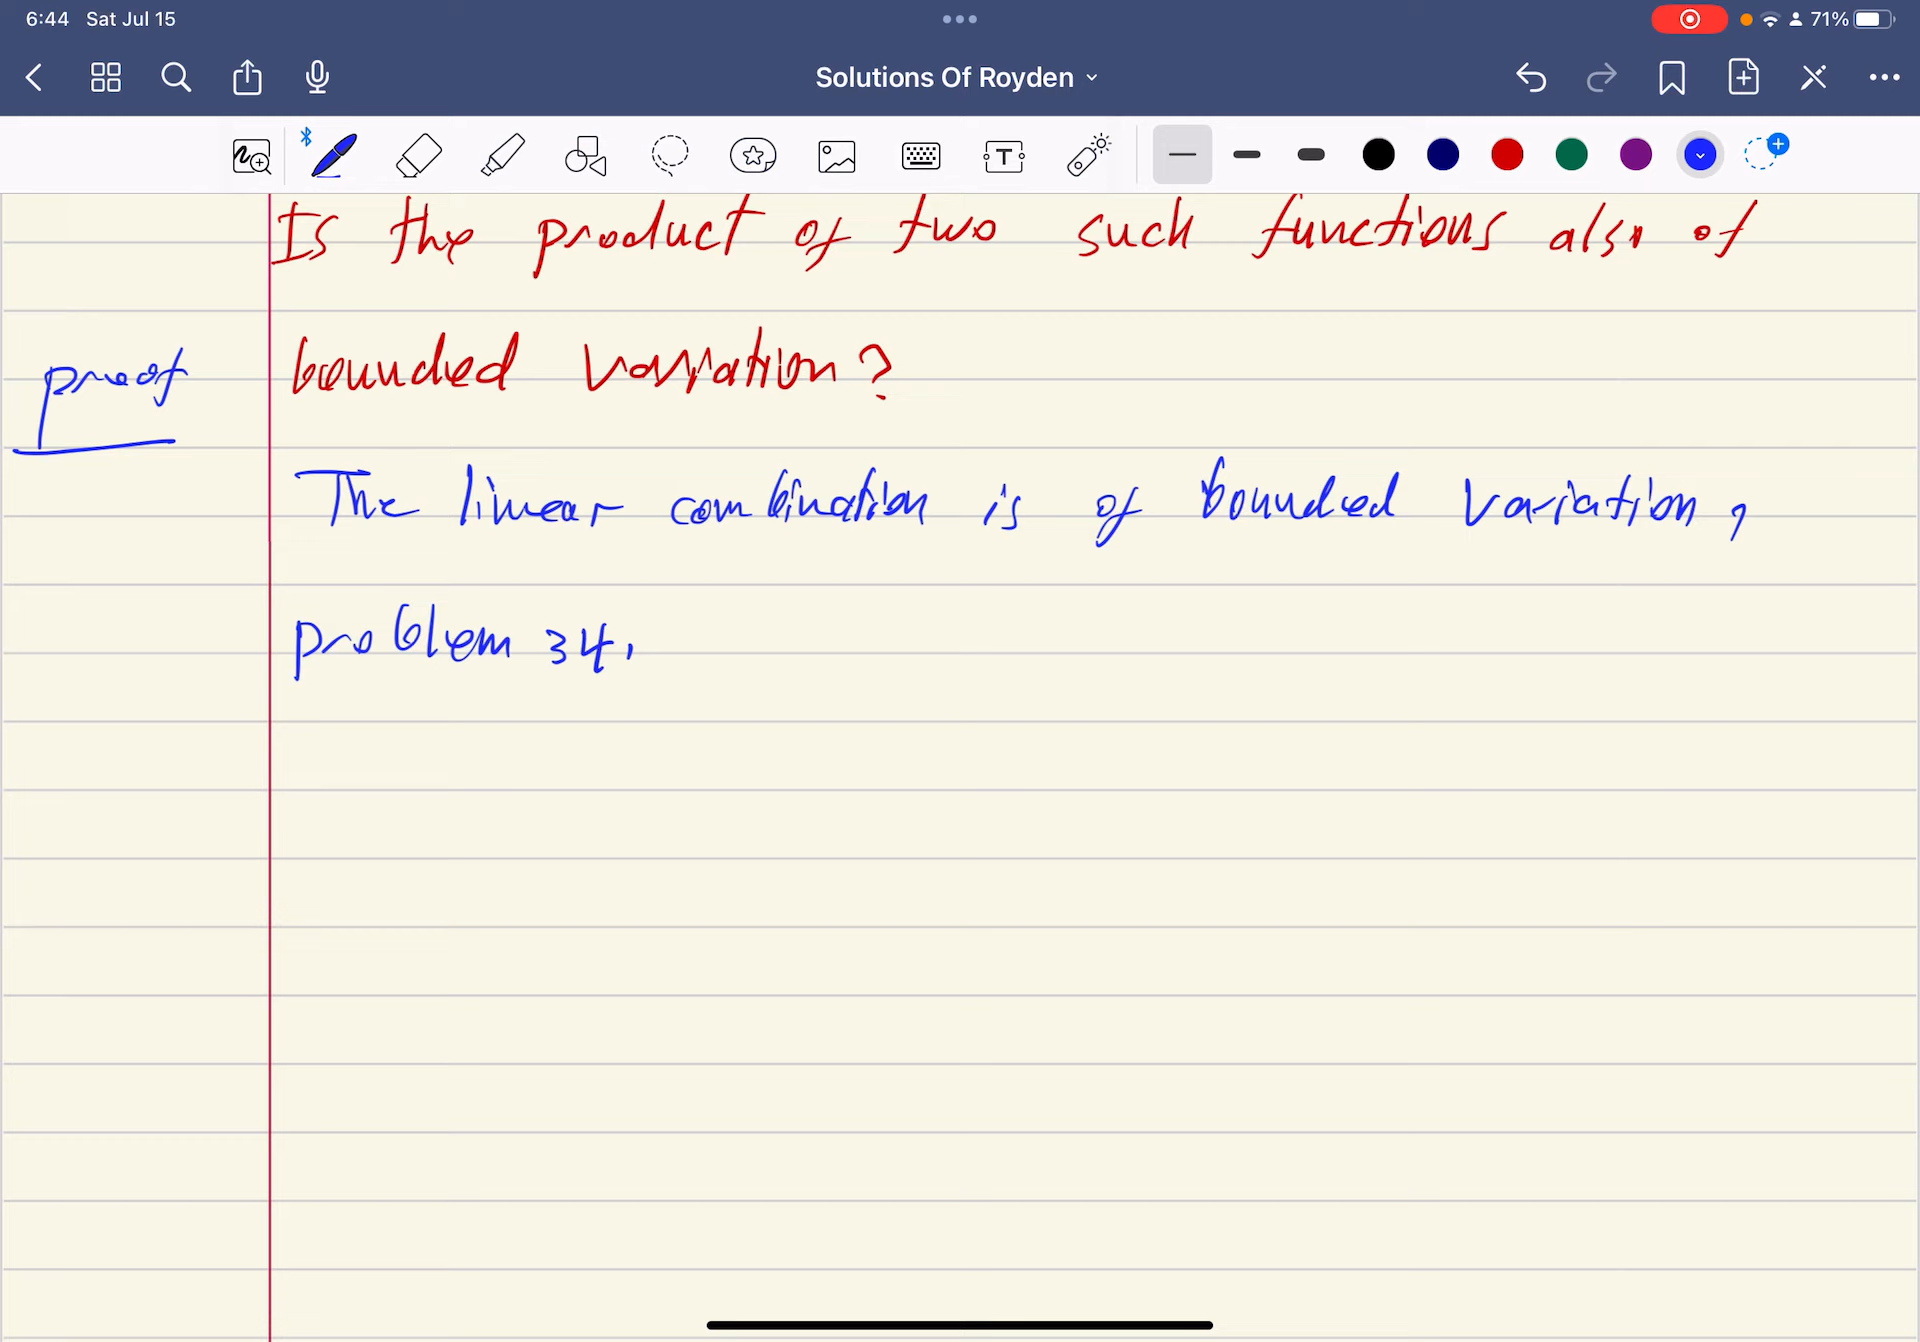 6:44 Sat Jul 15
71%
Solutions Of Royden
Is the product of two such functions also of
bounded variation?
proof
The linear combination is of bounded variation,
problem 34,